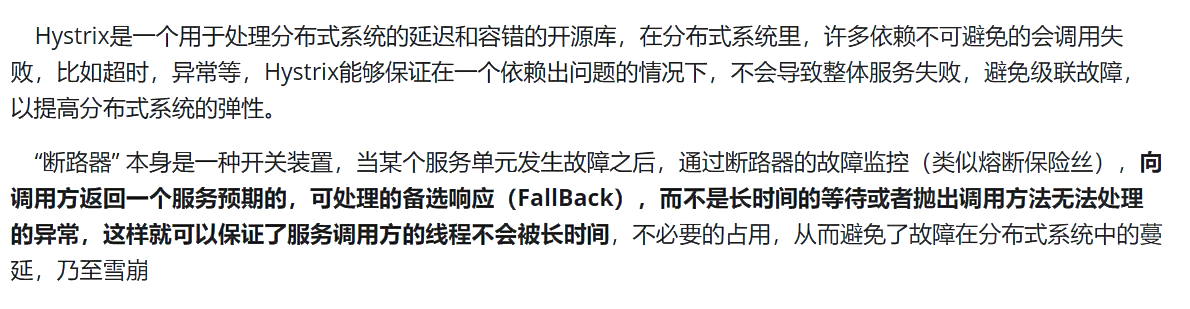 Hystrix是一个用于处理分布式系统的延迟和容错的开源库，在分布式系统里，许多依赖不可避免的会调用失
败，比如超时，异常等，Hystrix能够保证在一个依赖出问题的情况下，不会导致整体服务失败，避免级联故障，
以提高分布式系统的弹性。
“断路器” 本身是一种开关装置，当某个服务单元发生故障之后，通过断路器的故障监控（类似熔断保险丝），向
调用方返回一个服务预期的，可处理的备选响应（FallBack），而不是长时间的等待或者抛出调用方法无法处理
的异常，这样就可以保证了服务调用方的线程不会被长时间，不必要的占用，从而避免了故障在分布式系统中的蔓
延，乃至雪崩